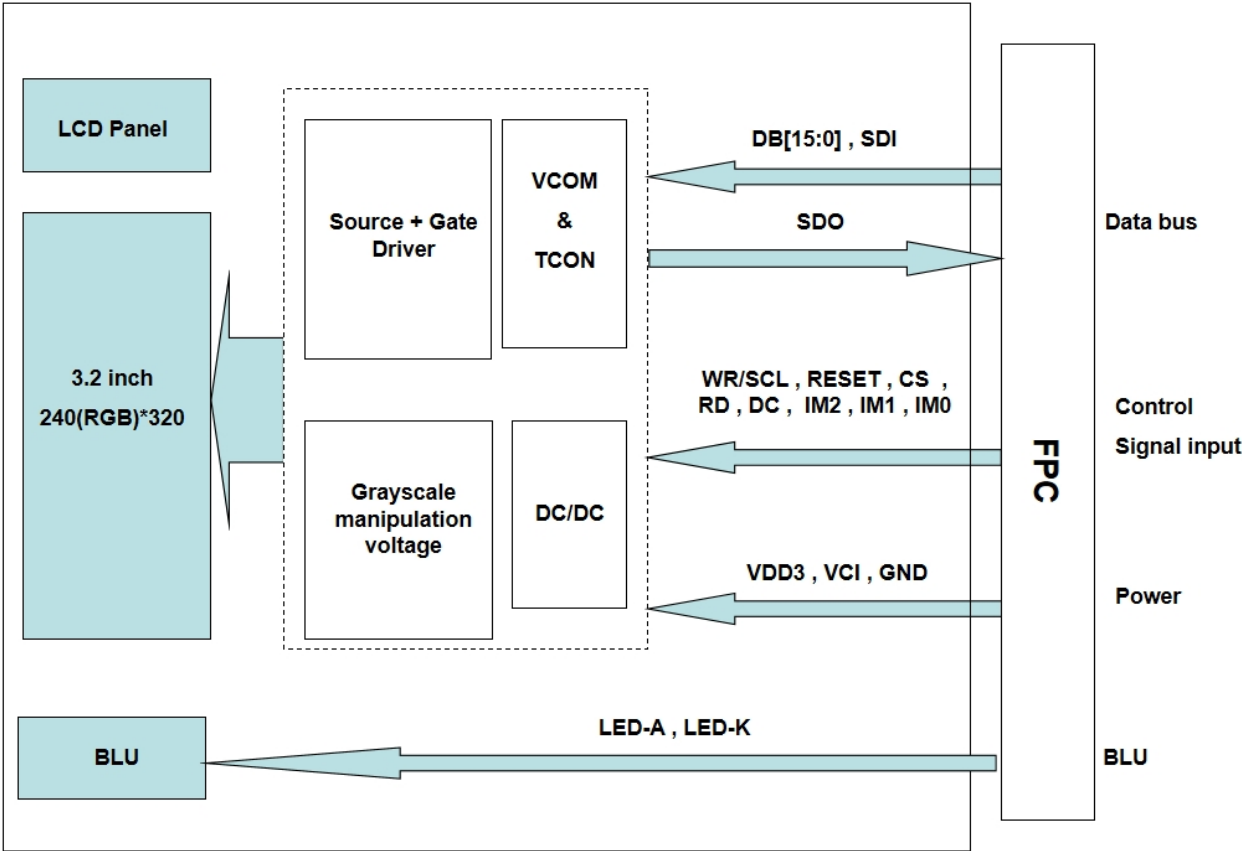 LCD Panel
3.2 inch
240(RGB)*320
BLU
Source + Gate
Driver
VCOM
&
TCON
Grayscale
manipulation
voltage
DC/DC
DB[15:0] , SDI
SDO
WR/SCL , RESET , CS ,
RD , DC , IM2 , IM1 , IM0
VDD3 , VCI , GND
LED-A , LED-K
FPC
Data bus
Control
Signal input
Power
BLU